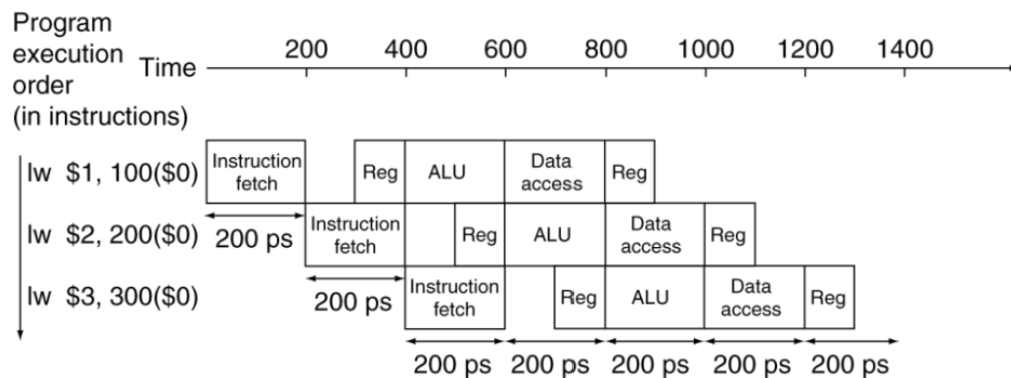 Program
execution
order
(in instructions)
Time
200 400 600 800 1000 1200 1400
lw $1, 100($0)
Instruction
fetch
Reg
ALU
Data
access
Reg
200 ps
lw $2, 200($0)
Instruction
fetch
Reg
ALU
Data
access
Reg
200 ps
lw $3, 300($0)
Instruction
fetch
Reg
ALU
Data
access
Reg
200 ps 200 ps 200 ps 200 ps 200 ps